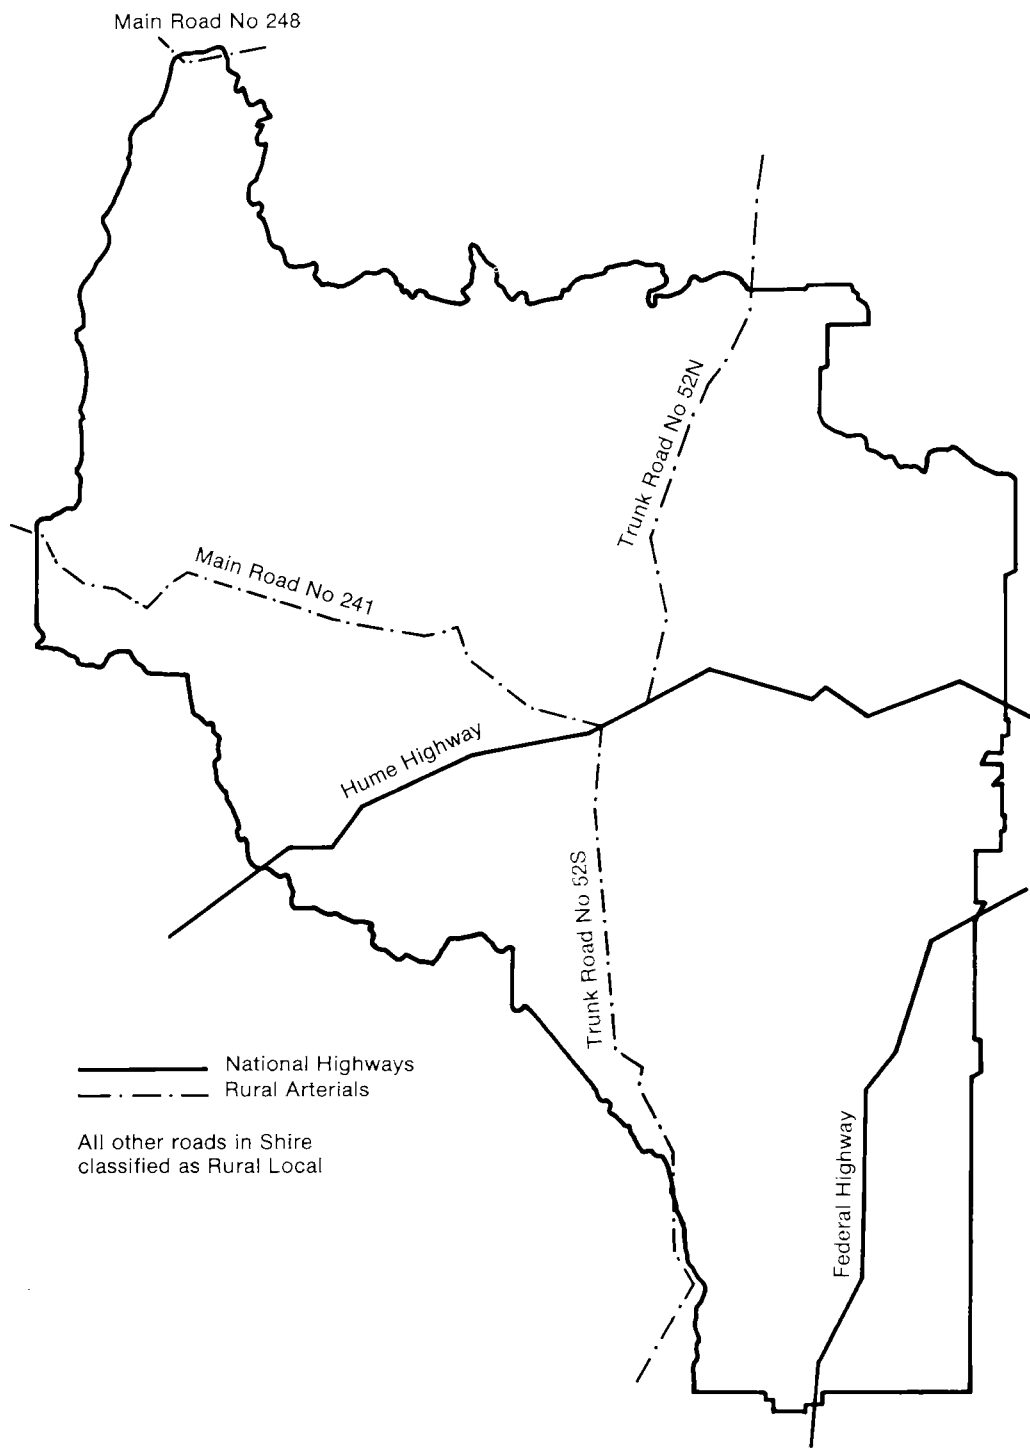 Main Road No 248
Trunk Road No 52N
Main Road No 241
Hume Highway
Trunk Road No 52S
National Highways
Rural Arterials
All other roads in Shire
classified as Rural Local
Federal Highway